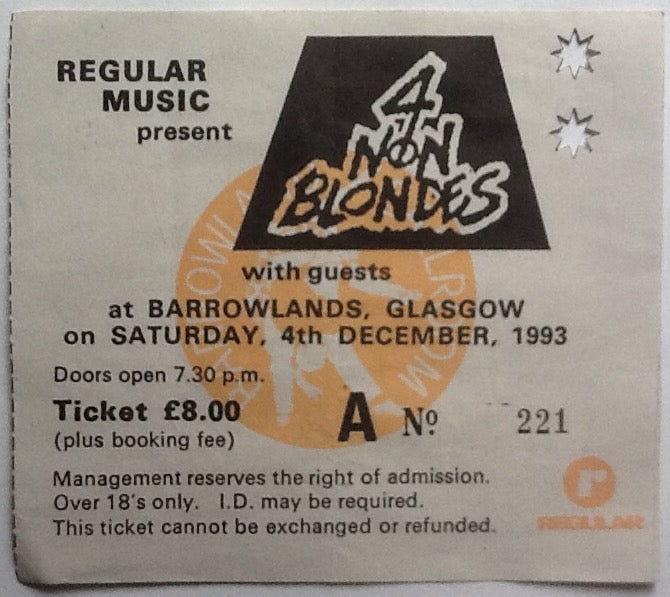 REGULAR
MUSIC
present
4
NON
BLONDES
with guests
at BARROWLANDS, GLASGOW
on SATURDAY, 4th DECEMBER, 1993
Doors open 7.30 p.m.
Ticket £8.00
(plus booking fee)
A Nº 221
Management reserves the right of admission.
Over 18's only. I.D. may be required.
This ticket cannot be exchanged or refunded.
r
REGULAR